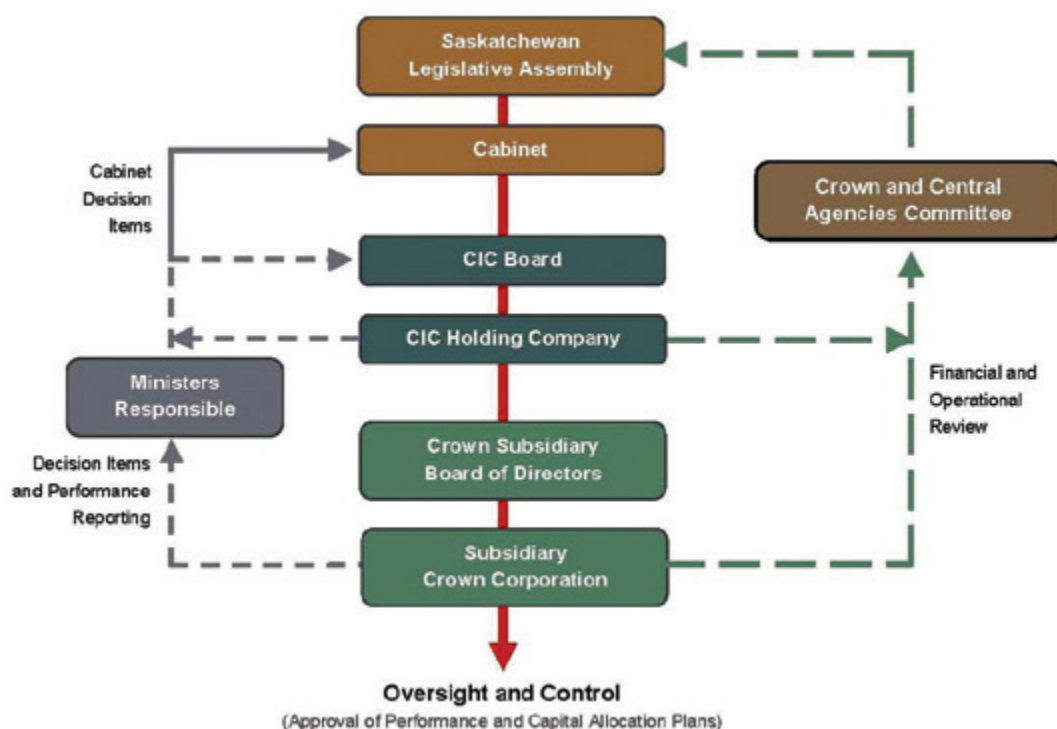 Saskatchewan
Legislative Assembly
Cabinet
Cabinet
Decision
Items
Crown and Central
Agencies Committee
CIC Board
CIC Holding Company
Ministers
Responsible
Financial and
Operational
Review
Crown Subsidiary
Board of Directors
Decision Items
and Performance
Reporting
Subsidiary
Crown Corporation
Oversight and Control
(Approval of Performance and Capital Allocation Plans)